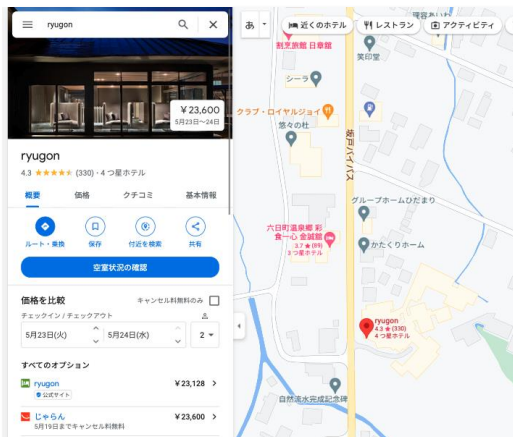 ryugon
￥23,600
5月23日～24日
ryugon
4.3 ★★★★★ (330)・4 つ星ホテル
概要
価格
クチコミ
基本情報
ルート・乗換
保存
付近を検索
共有
空室状況の確認
価格を比較
キャンセル料無料のみ
チェックイン / チェックアウト
5月23日(火)
5月24日(水)
2
すべてのオプション
ryugon
￥23,128
公式サイト
じゃらん
￥23,600
5月19日までキャンセル料無料
あ
近くのホテル
レストラン
アクティビティ
割烹旅館 日章館
笑印堂
シーラ
クラブ・ロイヤルジョイ
悠々の杜
坂戸バイパス
グループホームひだまり
六日町温泉郷 彩
食一心 金誠舘
3.7 ★ (89)
3 つ星ホテル
かたくりホーム
ryugon
4.3 ★ (330)
4 つ星ホテル
自然流水完成記念碑